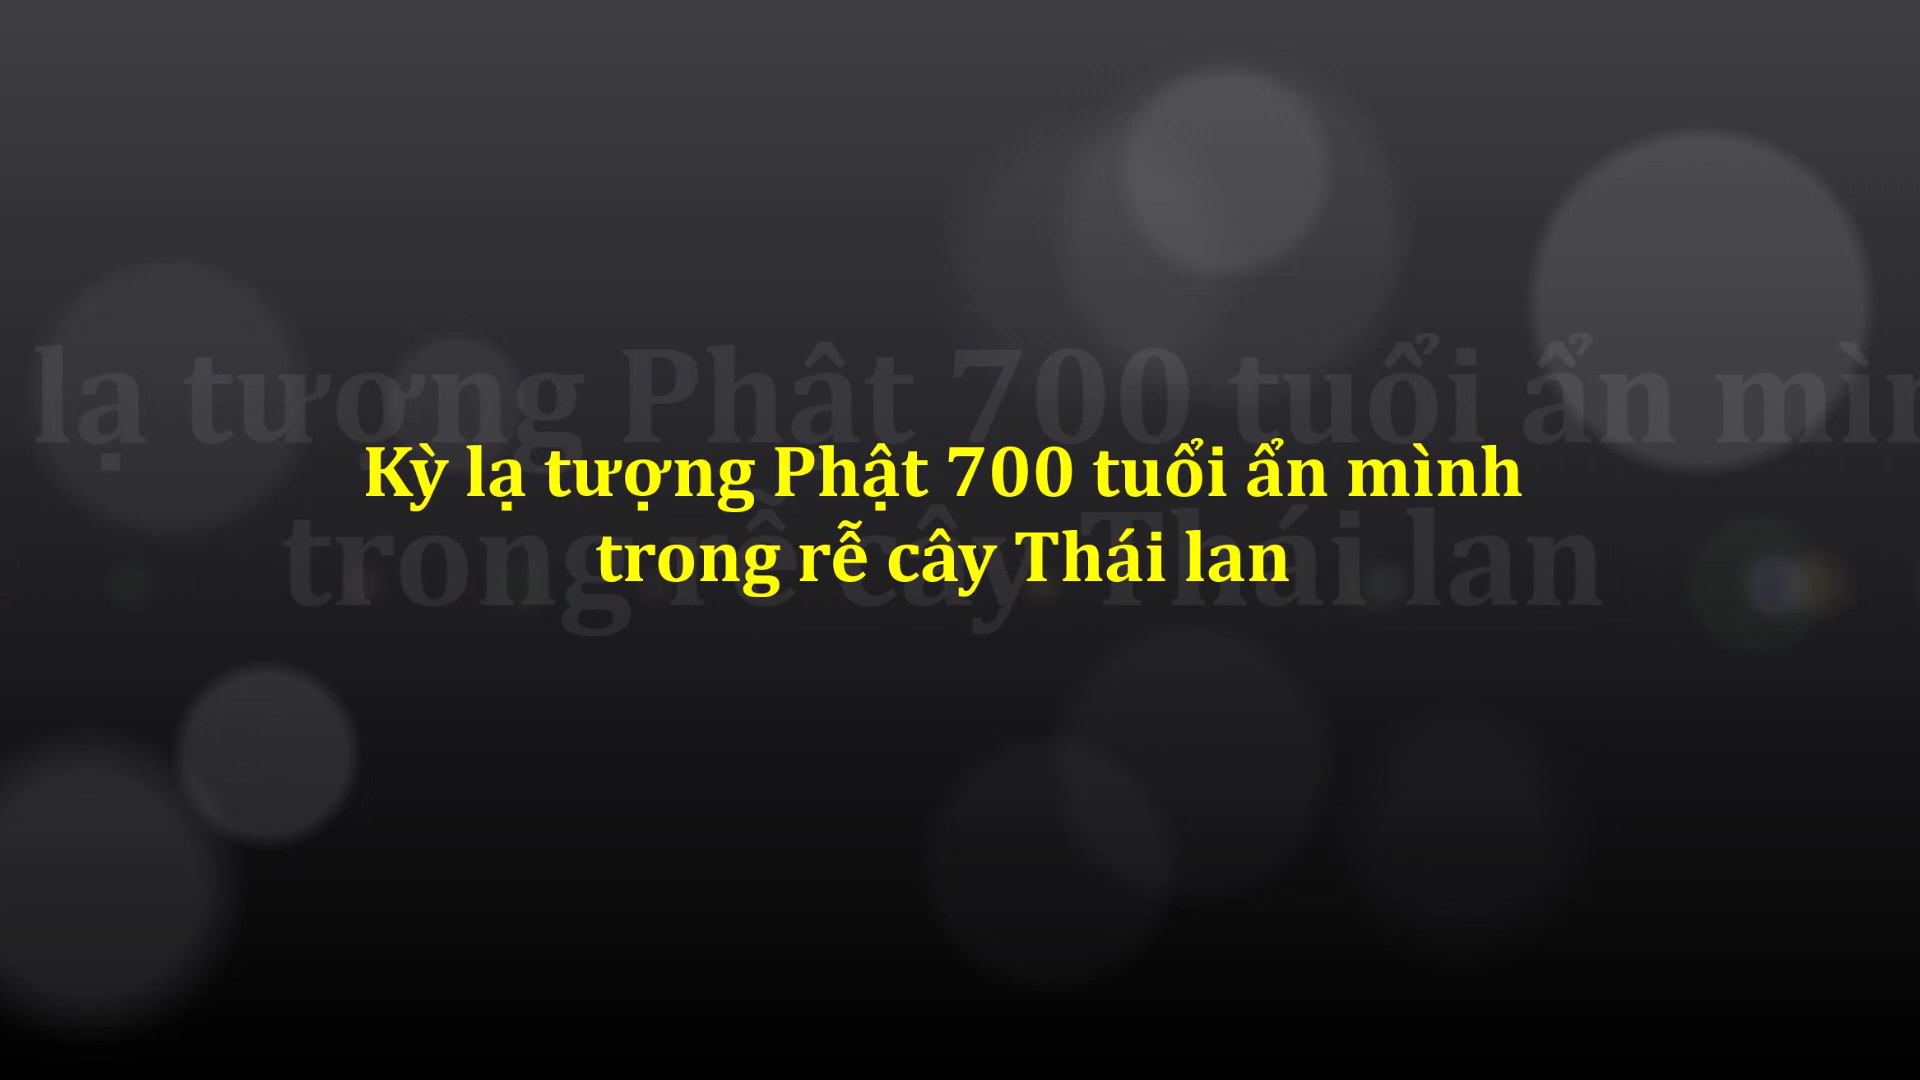 Kỳ lạ tượng Phật 700 tuổi ẩn mình
trong rễ cây Thái lan